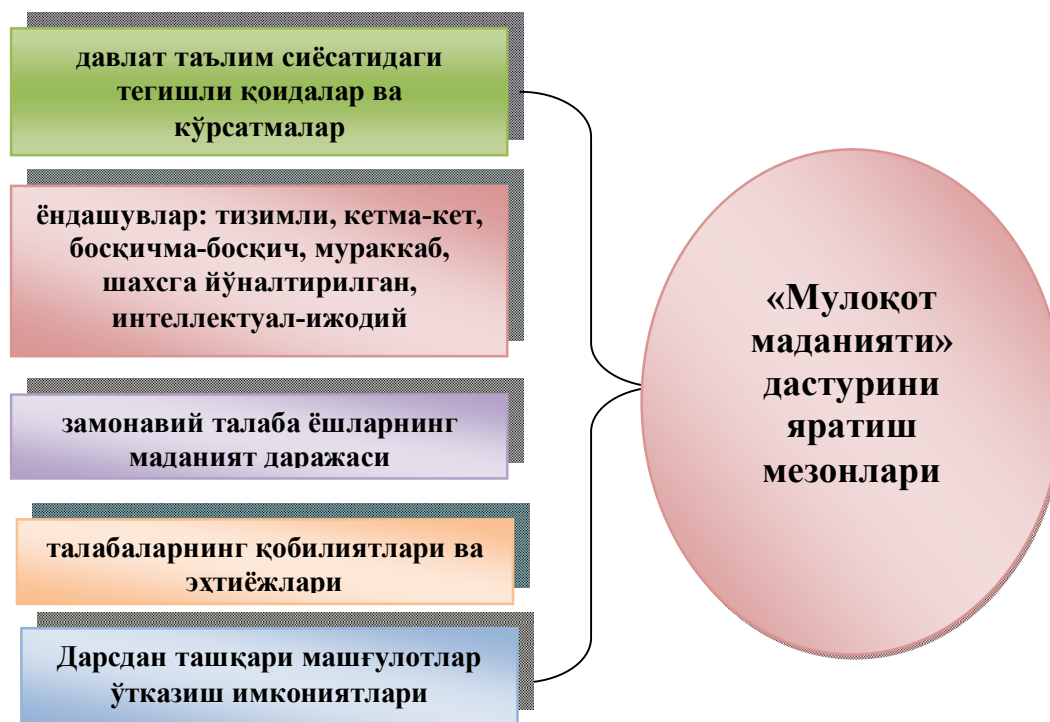 давлат таълим сиёсатидаги
тегишли қоидалар ва
кўрсатмалар
ёндашувлар: тизимли, кетма-кет,
босқичма-босқич, мураккаб,
шахсга йўналтирилган,
интеллектуал-ижодий
замонавий талаба ёшларнинг
маданият даражаси
талабаларнинг қобилиятлари ва
эҳтиёжлари
Дарсдан ташқари машғулотлар
ўтказиш имкониятлари
«Мулоқот
маданияти»
дастурини
яратиш
мезонлари